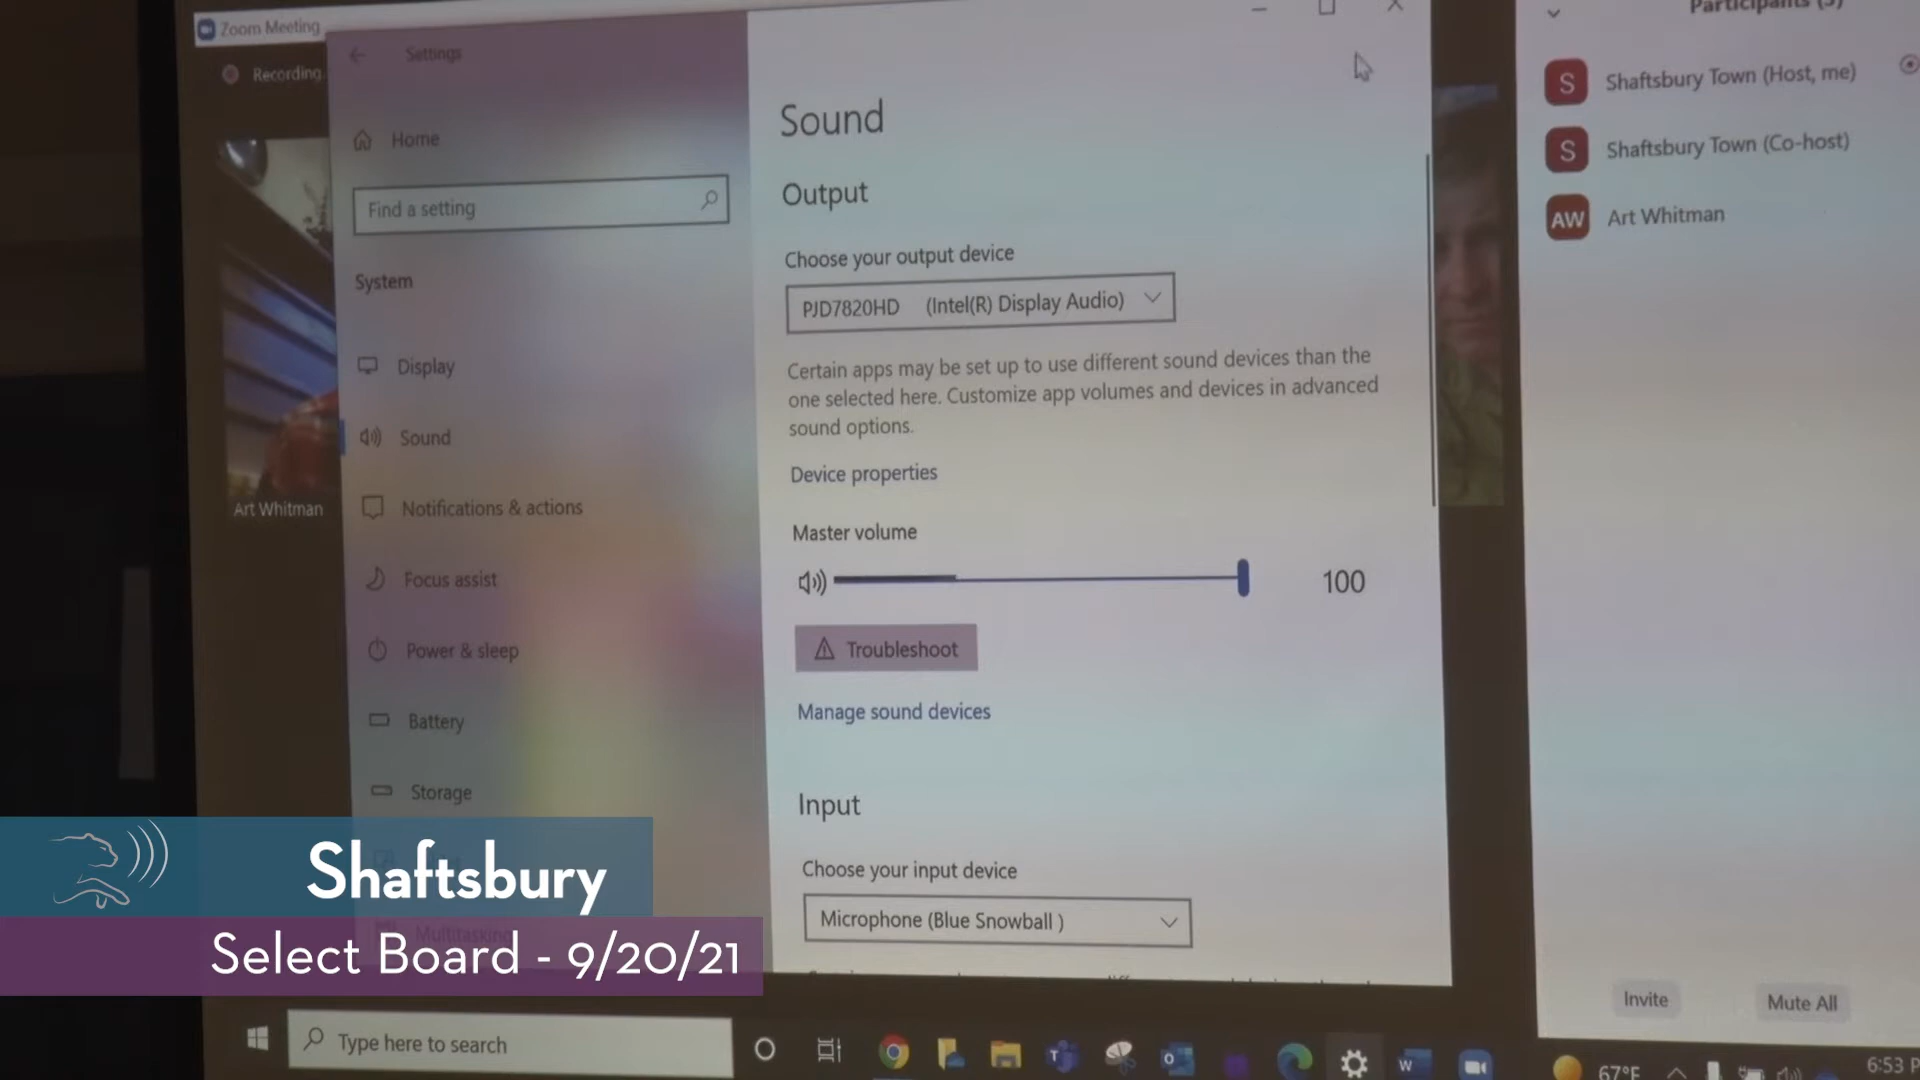 Zoom Meeting
Recording
Art Whitman
Settings
Home
Find a setting
System
Display
Sound
Notifications & actions
Focus assist
Power & sleep
Battery
Storage
Multitasking
Sound
Output
Choose your output device
PJD7820HD (Intel(R) Display Audio)
Certain apps may be set up to use different sound devices than the
one selected here. Customize app volumes and devices in advanced
sound options.
Device properties
Master volume
100
Troubleshoot
Manage sound devices
Input
Choose your input device
Microphone (Blue Snowball )
Participants (3)
S Shaftsbury Town (Host, me)
S Shaftsbury Town (Co-host)
AW Art Whitman
Invite
Mute All
Shaftsbury
Select Board - 9/20/21
Type here to search
67°F
6:53 P